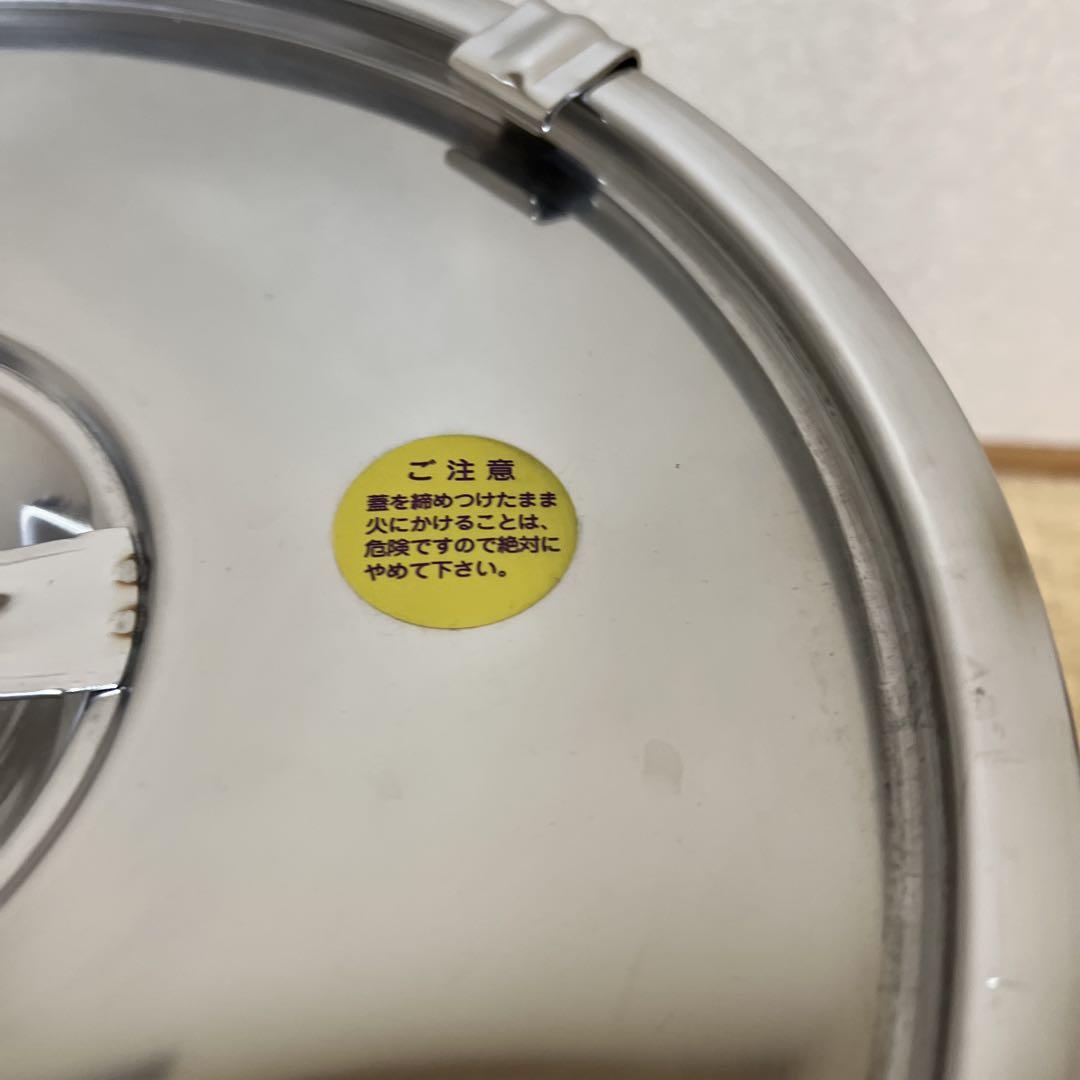 ご注意
蓋を締めつけたまま
火にかけることは、
危険ですので絶対に
やめて下さい。